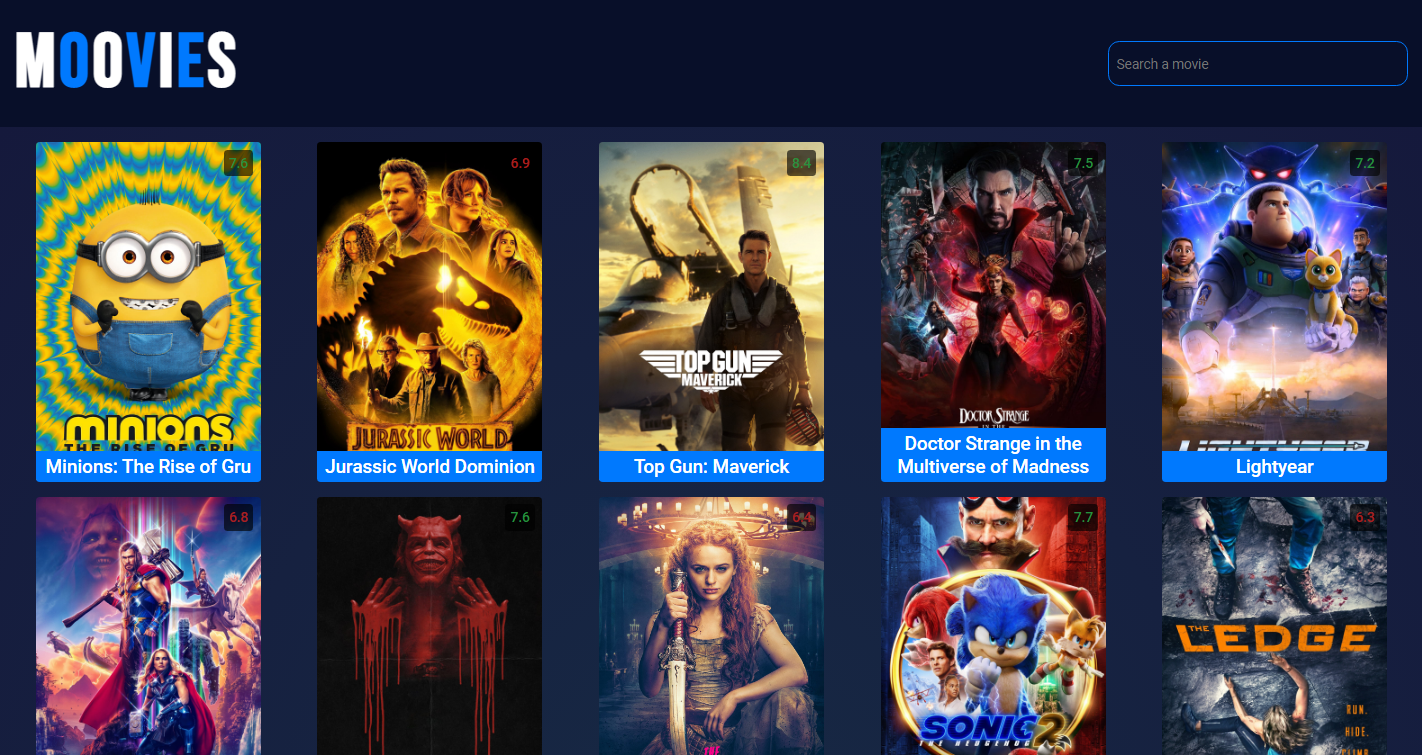 MOOVIES
Search a movie
7.6
6.9
8.4
7.5
7.2
minions
THE RISE OF GRU
JURASSIC WORLD
TOP GUN
MAVERICK
DOCTOR STRANGE
IN THE
LIGHTYEAR
Minions: The Rise of Gru
Jurassic World Dominion
Top Gun: Maverick
Doctor Strange in the
Multiverse of Madness
Lightyear
6.8
7.6
6.4
7.7
6.3
THE
SONIC 2
THE HEDGEHOG
THE
LEDGE
RUN.
HIDE.
CLIMB.